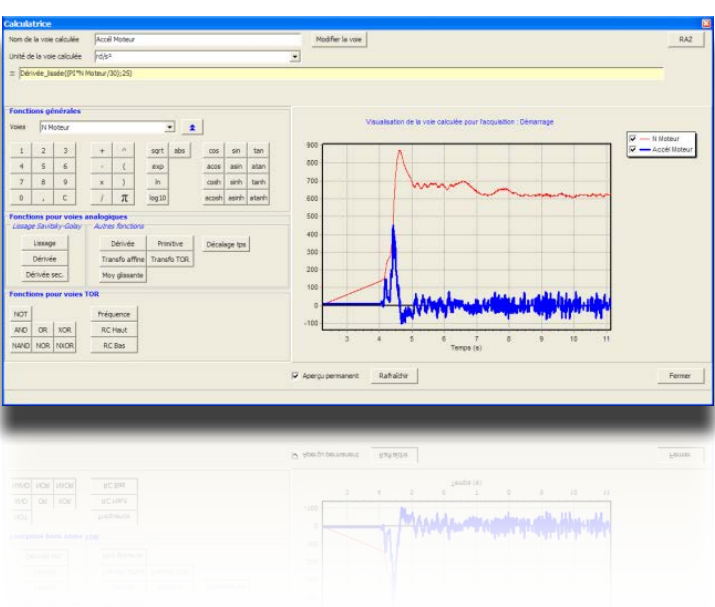 Calculatrice
Nom de la voie calculée Accél Moteur Modifier la voie RAZ
Unité de la voie calculée rd/s²
= Dérivée_lissée((PI*N Moteur/30);25)
Fonctions générales
Voies N Moteur
1 2 3 + ^ sqrt abs cos sin tan
4 5 6 - ( exp acos asin atan
7 8 9 x ) ln cosh sinh tanh
0 , C / π log10 acosh asinh atanh
Fonctions pour voies analogiques
Lissage Savitsky-Golay Autres fonctions
Lissage Dérivée Primitive Décalage tps
Dérivée Transfo affine Transfo TOR
Dérivée sec. Moy glissante
Fonctions pour voies TOR
NOT Fréquence
AND OR XOR RC Haut
NAND NOR NXOR RC Bas
Visualisation de la voie calculée pour l'acquisition : Démarrage
N Moteur
Accél Moteur
900
800
700
600
500
400
300
200
100
0
-100
3 4 5 6 7 8 9 10 11
Temps (s)
Aperçu permanent Rafraîchir Fermer